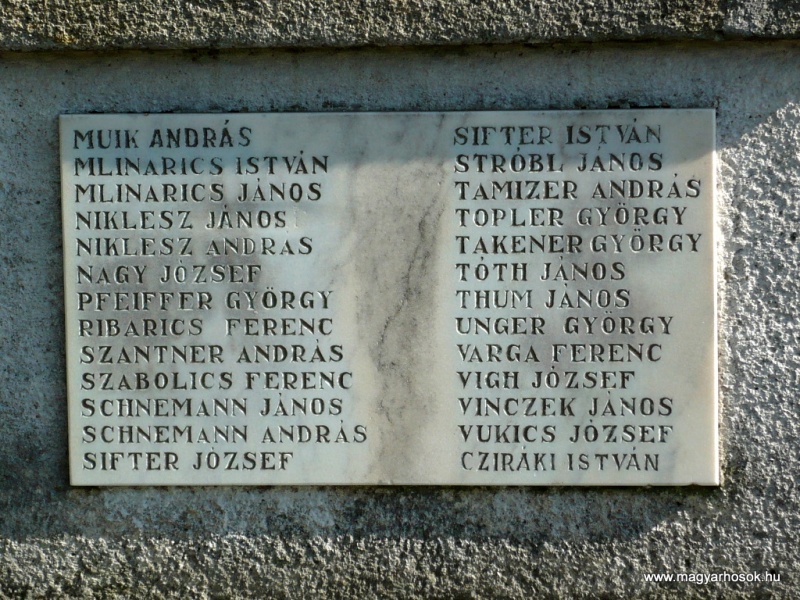 MUIK ANDRÁS
MLINARICS ISTVÁN
MLINARICS JÁNOS
NIKLESZ JÁNOS
NIKLESZ ANDRAS
NAGY JÓZSEF
PFEIFFER GYÖRGY
RIBARICS FERENC
SZANTNER ANDRÁS
SZABOLICS FERENC
SCHNEMANN JÁNOS
SCHNEMANN ANDRÁS
SIFTER JÓZSEF
SIFTER ISTVÁN
STRÖBL JÁNOS
TAMIZER ANDRÁS
TOPLER GYÖRGY
TAKENER GYÖRGY
TÓTH JÁNOS
THUM JÁNOS
UNGER GYÖRGY
VARGA FERENC
VIGH JÓZSEF
VINCZEK JÁNOS
VUKICS JÓZSEF
CZIRÁKI ISTVÁN
www.magyarhosok.hu